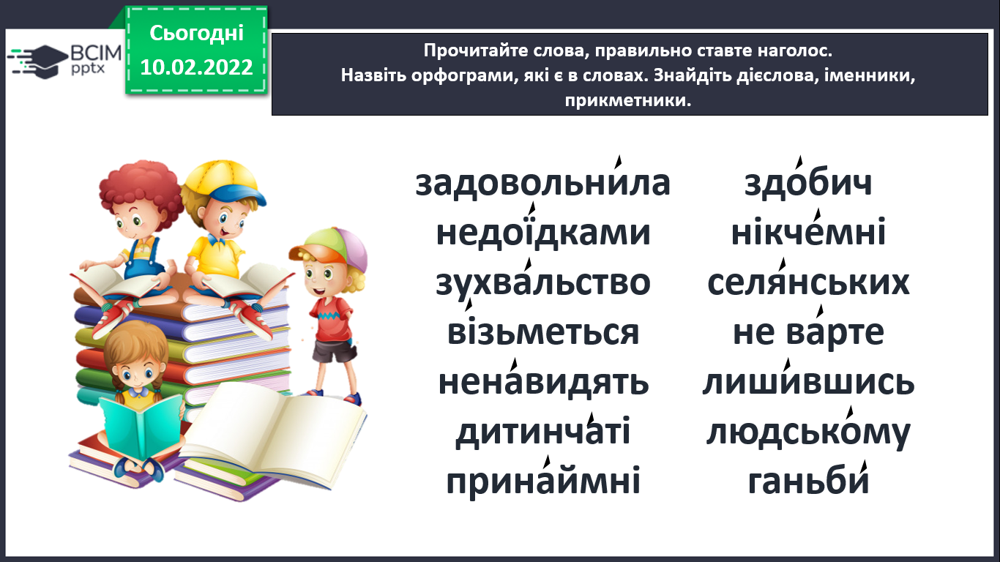 Сьогодні
10.02.2022
BCIM
pptx
Прочитайте слова, правильно ставте наголос.
Назвіть орфограми, які є в словах. Знайдіть дієслова, іменники,
прикметники.
задовольни́ла
недої́дками
зухва́льство
ві́зьметься
нена́видять
дитинча́ті
прина́ймні
здо́бич
нікче́мні
селя́нських
не ва́рте
лиши́вшись
людсько́му
ганьби́